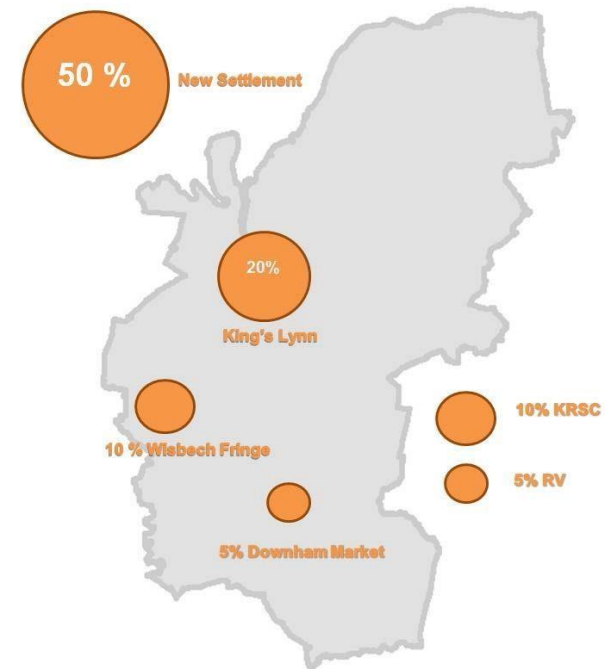 50 %
New Settlement
20%
King's Lynn
10 % Wisbech Fringe
10% KRSC
5% RV
5% Downham Market